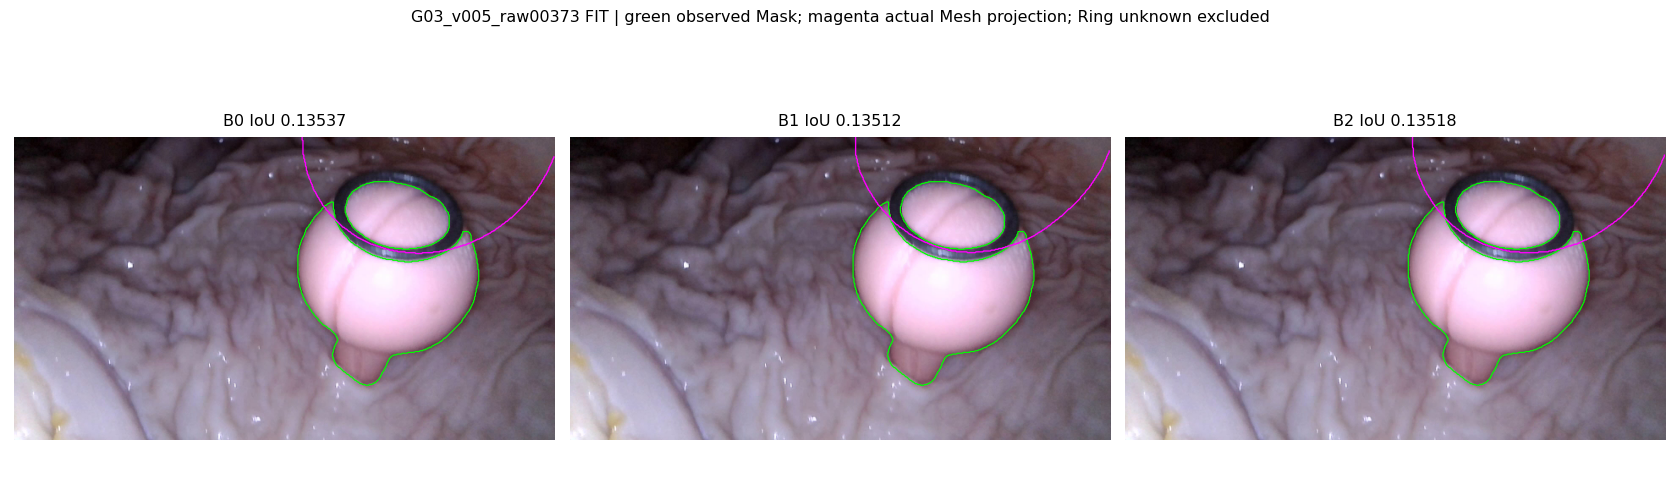 G03_v005_raw00373 FIT | green observed Mask; magenta actual Mesh projection; Ring unknown excluded
B0 IoU 0.13537
B1 IoU 0.13512
B2 IoU 0.13518